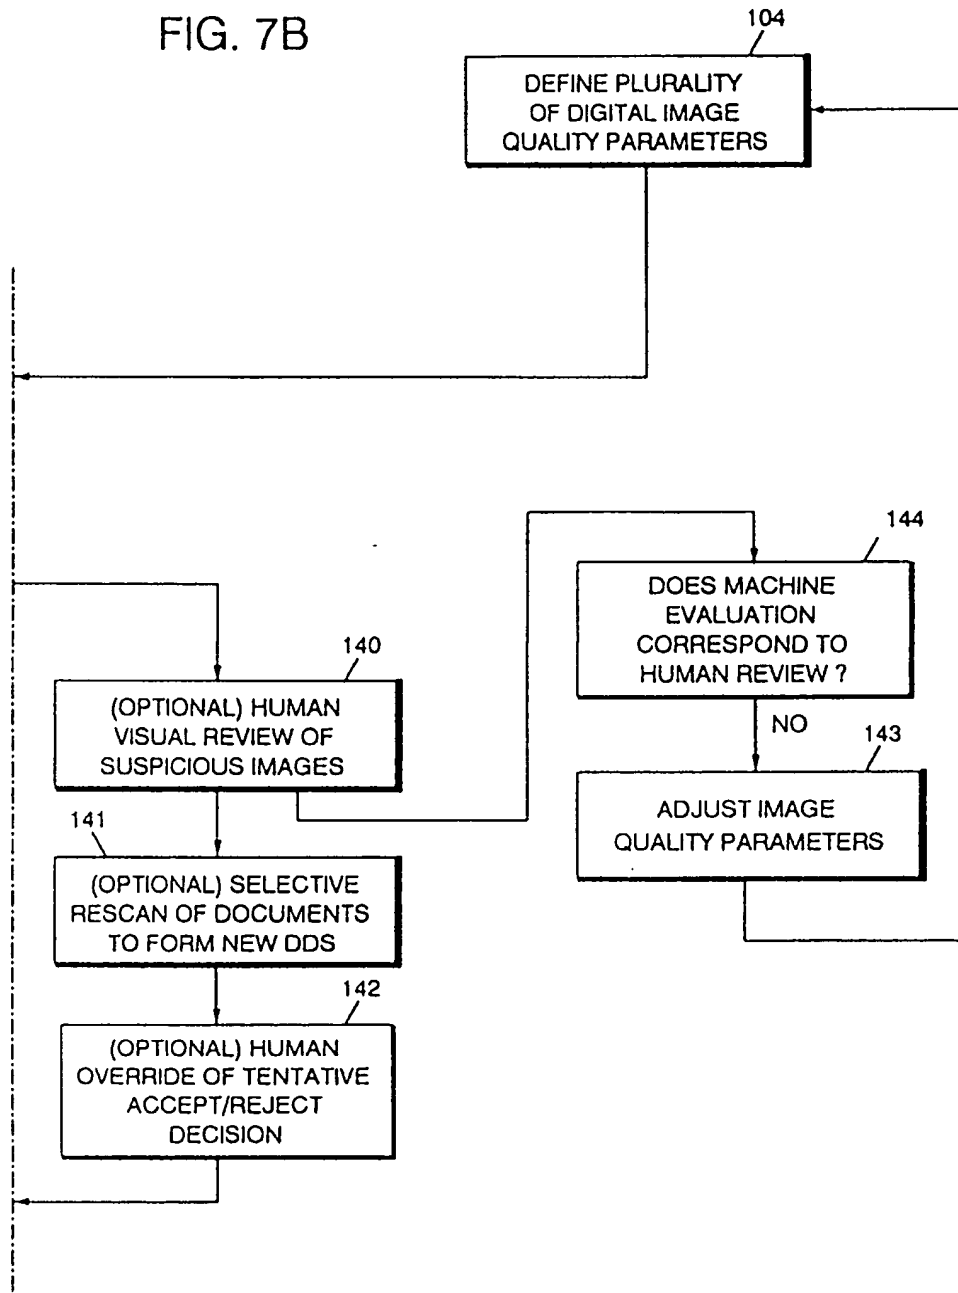 FIG. 7B
104
DEFINE PLURALITY
OF DIGITAL IMAGE
QUALITY PARAMETERS
144
DOES MACHINE
EVALUATION
CORRESPOND TO
HUMAN REVIEW ?
140
(OPTIONAL) HUMAN
VISUAL REVIEW OF
SUSPICIOUS IMAGES
NO
143
ADJUST IMAGE
QUALITY PARAMETERS
141
(OPTIONAL) SELECTIVE
RESCAN OF DOCUMENTS
TO FORM NEW DDS
142
(OPTIONAL) HUMAN
OVERRIDE OF TENTATIVE
ACCEPT/REJECT
DECISION